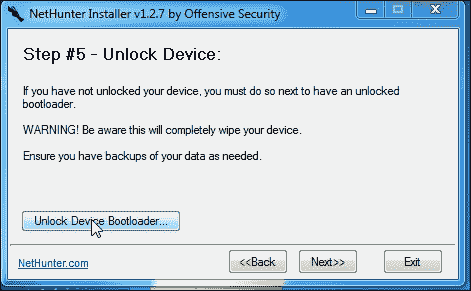 NetHunter Installer v1.2.7 by Offensive Security
Step #5 - Unlock Device:
If you have not unlocked your device, you must do so next to have an unlocked
bootloader.
WARNING! Be aware this will completely wipe your device.
Ensure you have backups of your data as needed.
Unlock Device Bootloader...
NetHunter.com
<<Back
Next>>
Exit